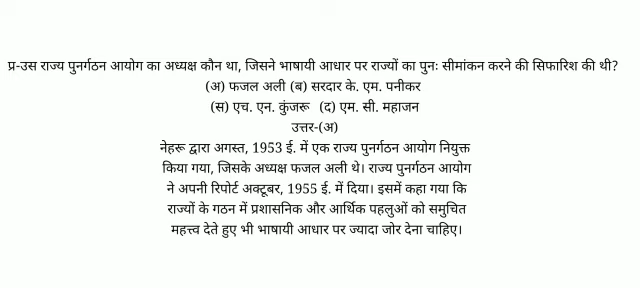 प्र-उस राज्य पुनर्गठन आयोग का अध्यक्ष कौन था, जिसने भाषायी आधार पर राज्यों का पुनः सीमांकन करने की सिफारिश की थी?
(अ) फजल अली (ब) सरदार के. एम. पनीकर
(स) एच. एन. कुंजरू (द) एम. सी. महाजन
उत्तर-(अ)
नेहरू द्वारा अगस्त, 1953 ई. में एक राज्य पुनर्गठन आयोग नियुक्त
किया गया, जिसके अध्यक्ष फजल अली थे। राज्य पुनर्गठन आयोग
ने अपनी रिपोर्ट अक्टूबर, 1955 ई. में दिया। इसमें कहा गया कि
राज्यों के गठन में प्रशासनिक और आर्थिक पहलुओं को समुचित
महत्त्व देते हुए भी भाषायी आधार पर ज्यादा जोर देना चाहिए।